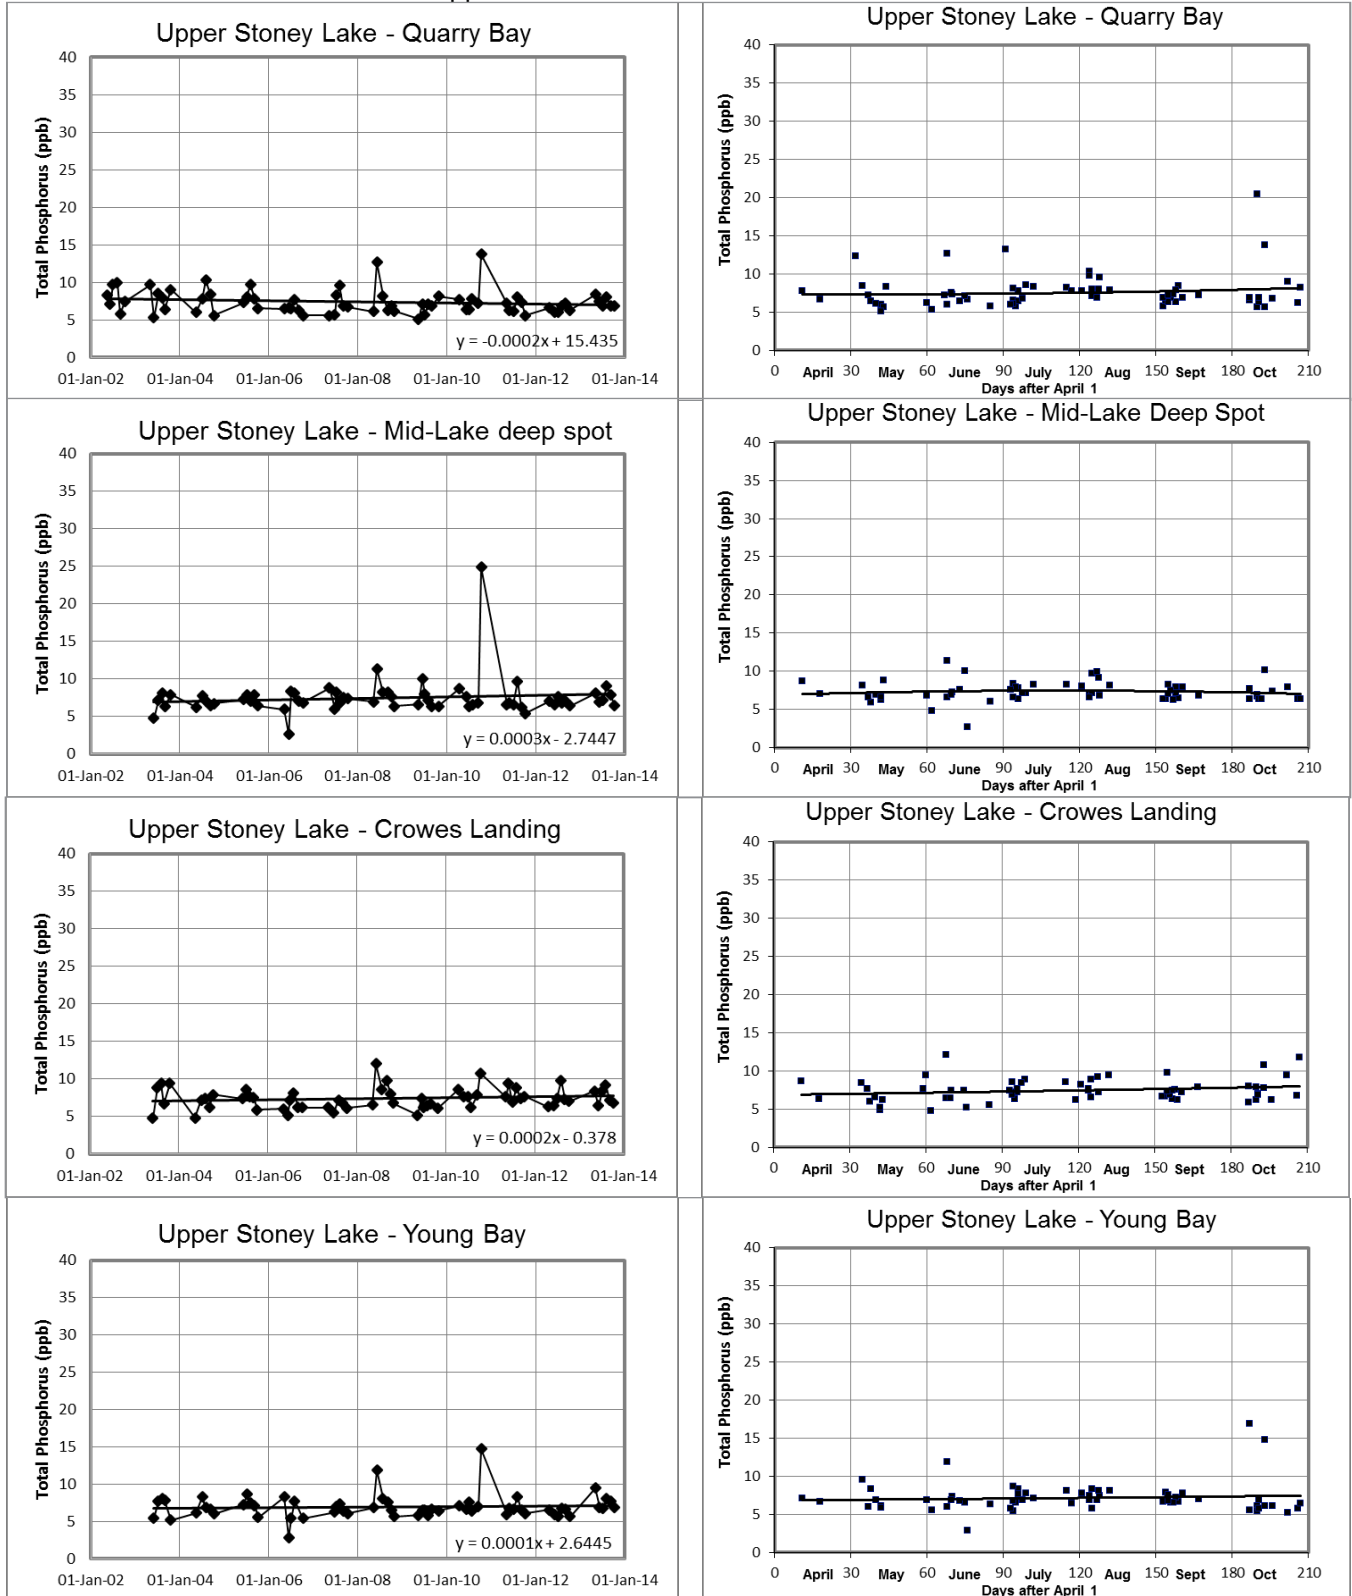 Upper Stoney Lake - Quarry Bay
Total Phosphorus (ppb)
40
35
30
25
20
15
10
5
0
y = -0.0002x + 15.435
01-Jan-02 01-Jan-04 01-Jan-06 01-Jan-08 01-Jan-10 01-Jan-12 01-Jan-14
Upper Stoney Lake - Quarry Bay
Total Phosphorus (ppb)
40
35
30
25
20
15
10
5
0
0 April 30 May 60 June 90 July 120 Aug 150 Sept 180 Oct 210
Days after April 1
Upper Stoney Lake - Mid-Lake deep spot
Total Phosphorus (ppb)
40
35
30
25
20
15
10
5
0
y = 0.0003x - 2.7447
01-Jan-02 01-Jan-04 01-Jan-06 01-Jan-08 01-Jan-10 01-Jan-12 01-Jan-14
Upper Stoney Lake - Mid-Lake Deep Spot
Total Phosphorus (ppb)
40
35
30
25
20
15
10
5
0
0 April 30 May 60 June 90 July 120 Aug 150 Sept 180 Oct 210
Days after April 1
Upper Stoney Lake - Crowes Landing
Total Phosphorus (ppb)
40
35
30
25
20
15
10
5
0
y = 0.0002x - 0.378
01-Jan-02 01-Jan-04 01-Jan-06 01-Jan-08 01-Jan-10 01-Jan-12 01-Jan-14
Upper Stoney Lake - Crowes Landing
Total Phosphorus (ppb)
40
35
30
25
20
15
10
5
0
0 April 30 May 60 June 90 July 120 Aug 150 Sept 180 Oct 210
Days after April 1
Upper Stoney Lake - Young Bay
Total Phosphorus (ppb)
40
35
30
25
20
15
10
5
0
y = 0.0001x + 2.6445
01-Jan-02 01-Jan-04 01-Jan-06 01-Jan-08 01-Jan-10 01-Jan-12 01-Jan-14
Upper Stoney Lake - Young Bay
Total Phosphorus (ppb)
40
35
30
25
20
15
10
5
0
0 April 30 May 60 June 90 July 120 Aug 150 Sept 180 Oct 210
Days after April 1